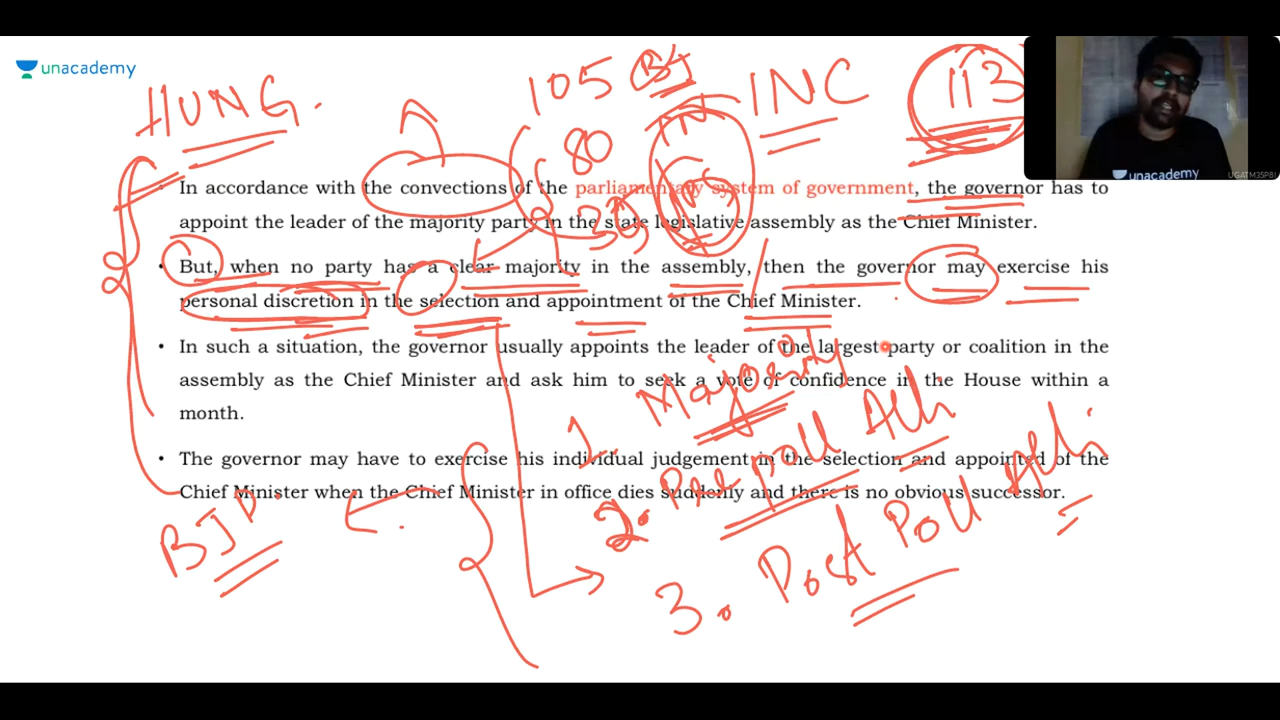 unacademy
HUNG.
105 BJ
INC
113
80
unacademy
UGATM3SP8I
• In accordance with the convections of the parliamentary system of government, the governor has to
appoint the leader of the majority party in the state legislative assembly as the Chief Minister.
• But, when no party has a clear majority in the assembly, then the governor may exercise his
personal discretion in the selection and appointment of the Chief Minister.
• In such a situation, the governor usually appoints the leader of the largest party or coalition in the
assembly as the Chief Minister and ask him to seek a vote of confidence in the House within a
month.
• The governor may have to exercise his individual judgement in the selection and appointed of the
Chief Minister when the Chief Minister in office dies suddenly and there is no obvious successor.
1. Majority
2. Pre poll Alli
3. Post Poll Alli
BJP